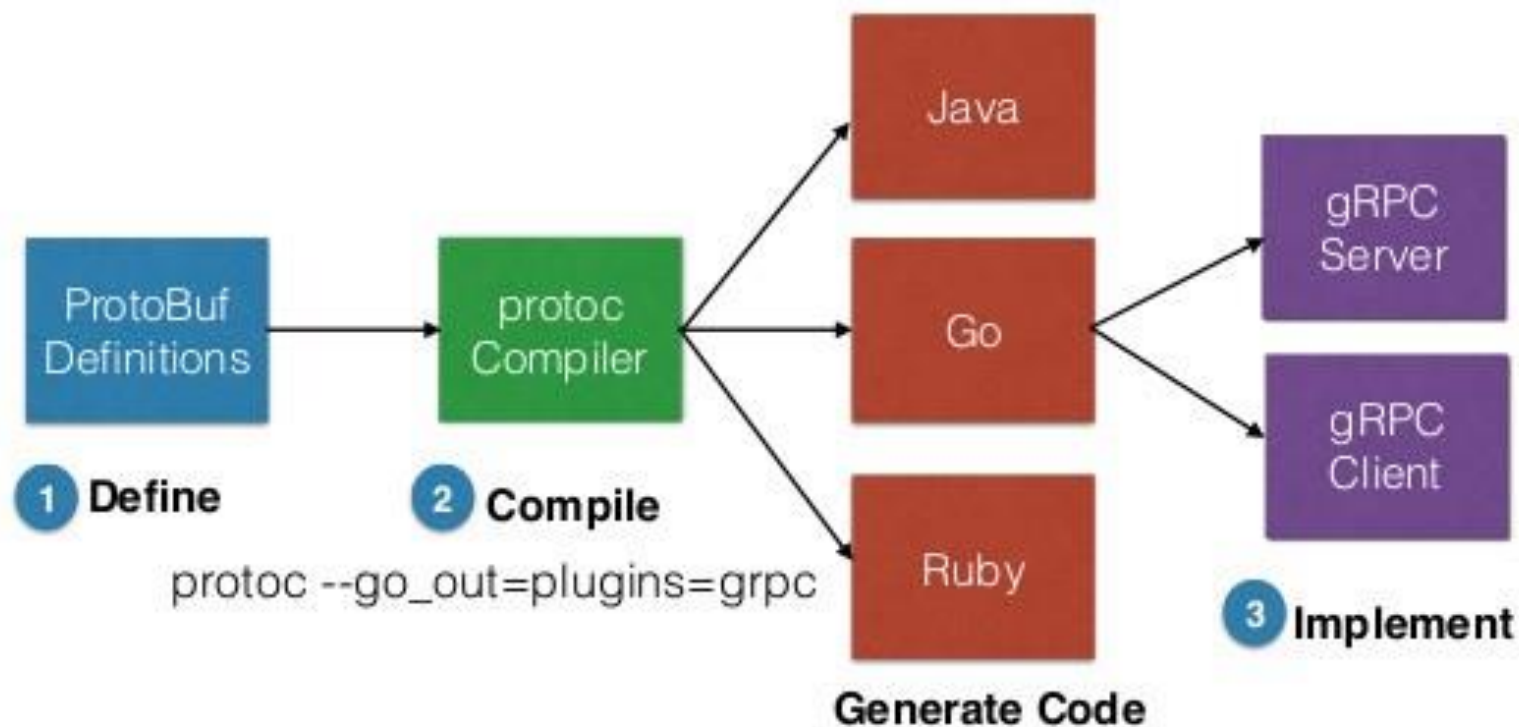 ProtoBuf
Definitions
1 Define
protoc
Compiler
2 Compile
protoc --go_out=plugins=grpc
Java
Go
Ruby
Generate Code
gRPC
Server
gRPC
Client
3 Implement